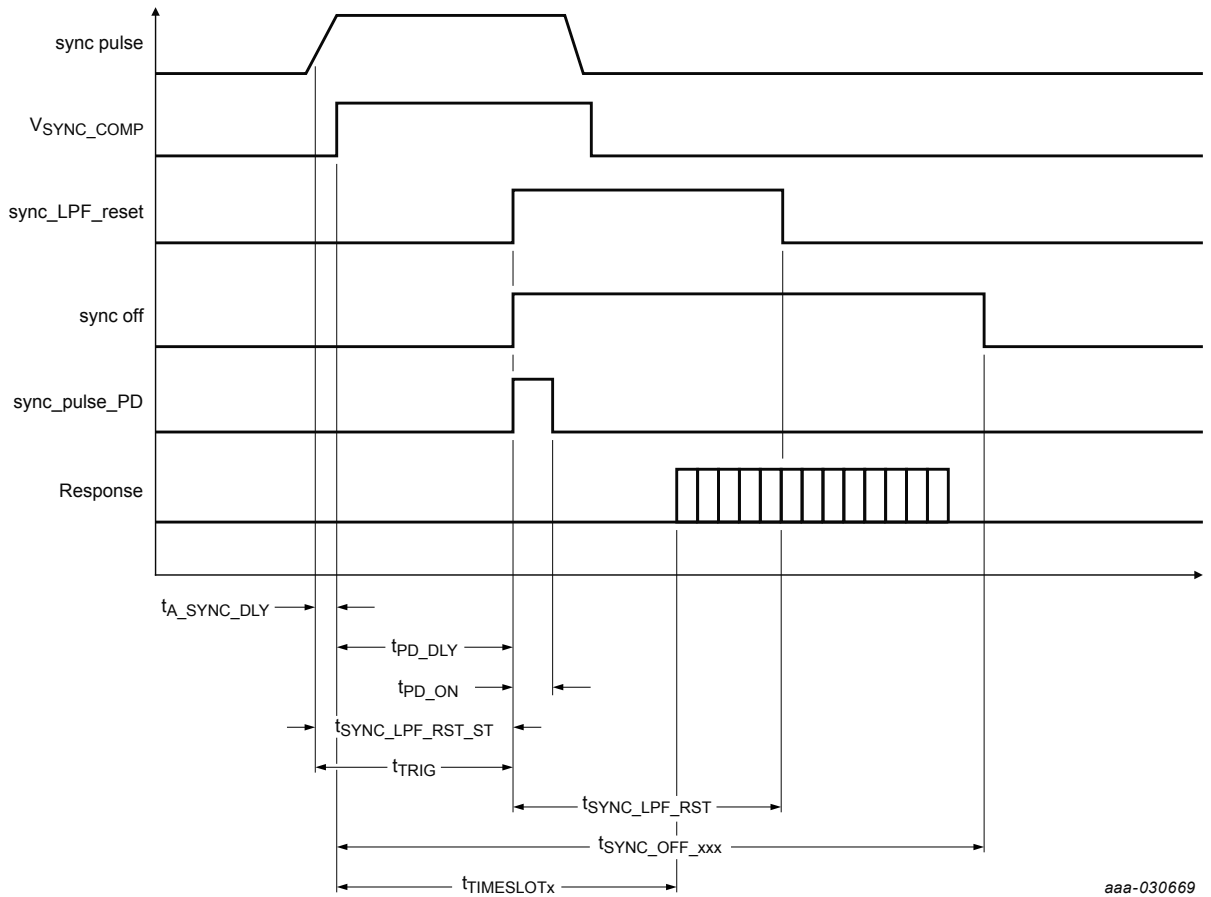 sync pulse
VSYNC_COMP
sync_LPF_reset
sync off
sync_pulse_PD
Response
tA_SYNC_DLY
tPD_DLY
tPD_ON
tSYNC_LPF_RST_ST
tTRIG
tSYNC_LPF_RST
tSYNC_OFF_xxx
tTIMESLOTx
aaa-030669